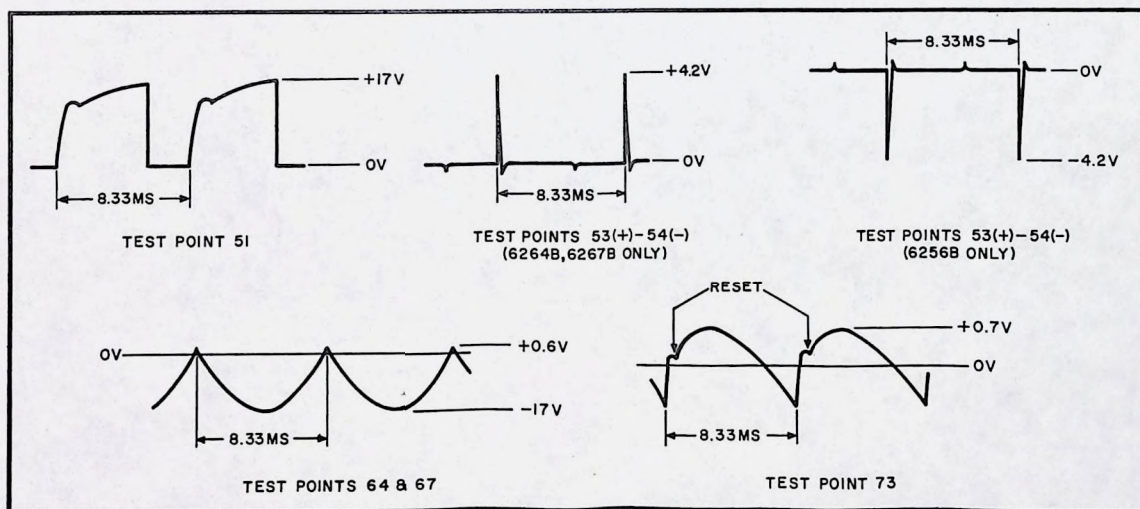 +17V
0V
8.33MS
TEST POINT 51
+4.2V
0V
8.33MS
TEST POINTS 53(+)-54(-)
(6264B,6267B ONLY)
8.33MS
0V
-4.2V
TEST POINTS 53(+)-54(-)
(6256B ONLY)
0V
+0.6V
-17V
8.33MS
TEST POINTS 64 & 67
RESET
+0.7V
0V
8.33MS
TEST POINT 73